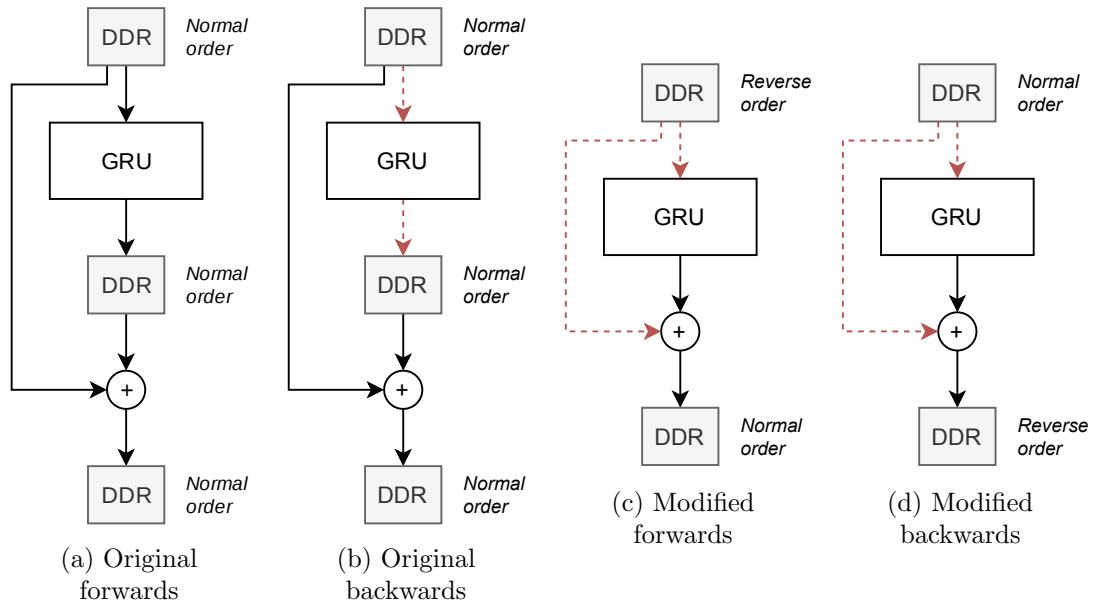 DDR
Normal
order
GRU
DDR
Normal
order
+
DDR
Normal
order
(a) Original
forwards
DDR
Normal
order
GRU
DDR
Normal
order
+
DDR
Normal
order
(b) Original
backwards
DDR
Reverse
order
GRU
+
DDR
Normal
order
(c) Modified
forwards
DDR
Normal
order
GRU
+
DDR
Reverse
order
(d) Modified
backwards